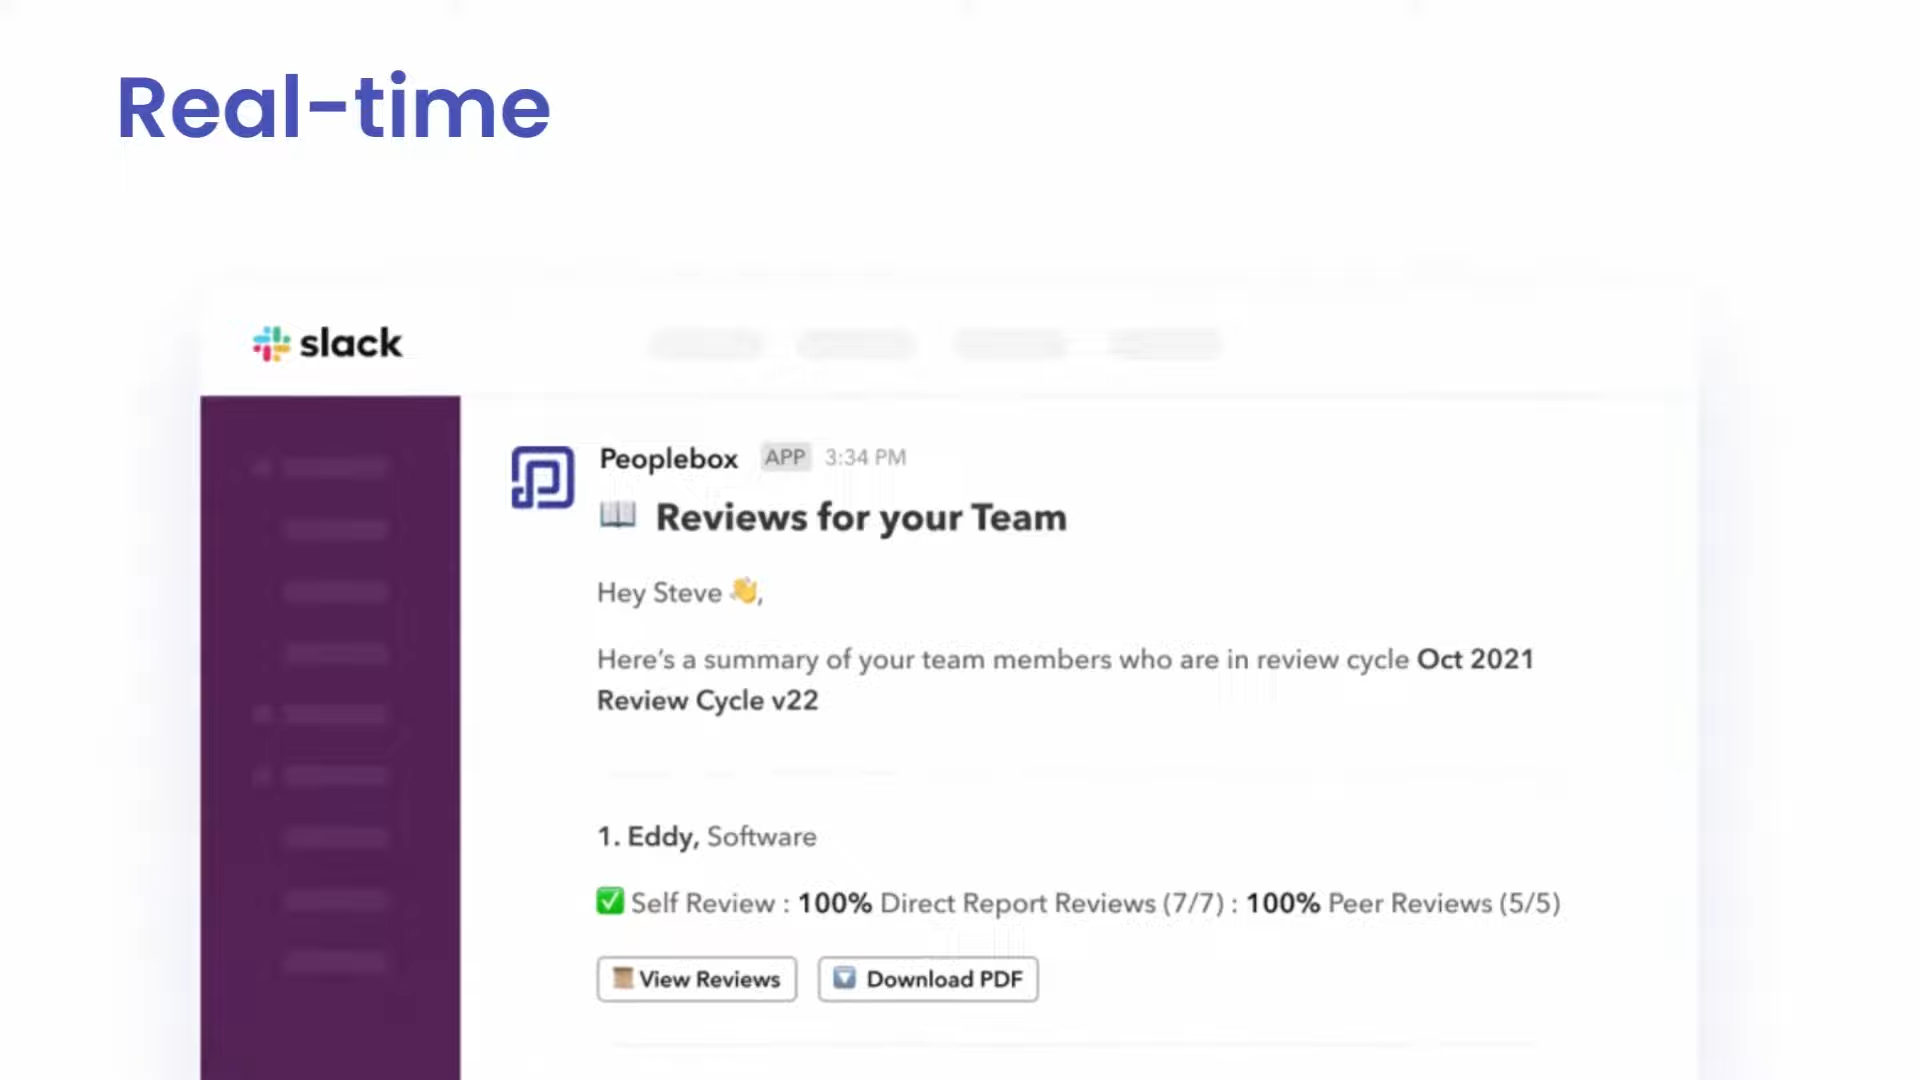 Real-time
slack
Peoplebox APP 3:34 PM
📖 Reviews for your Team
Hey Steve 👋,
Here's a summary of your team members who are in review cycle Oct 2021
Review Cycle v22
1. Eddy, Software
✅ Self Review : 100% Direct Report Reviews (7/7) : 100% Peer Reviews (5/5)
View Reviews Download PDF